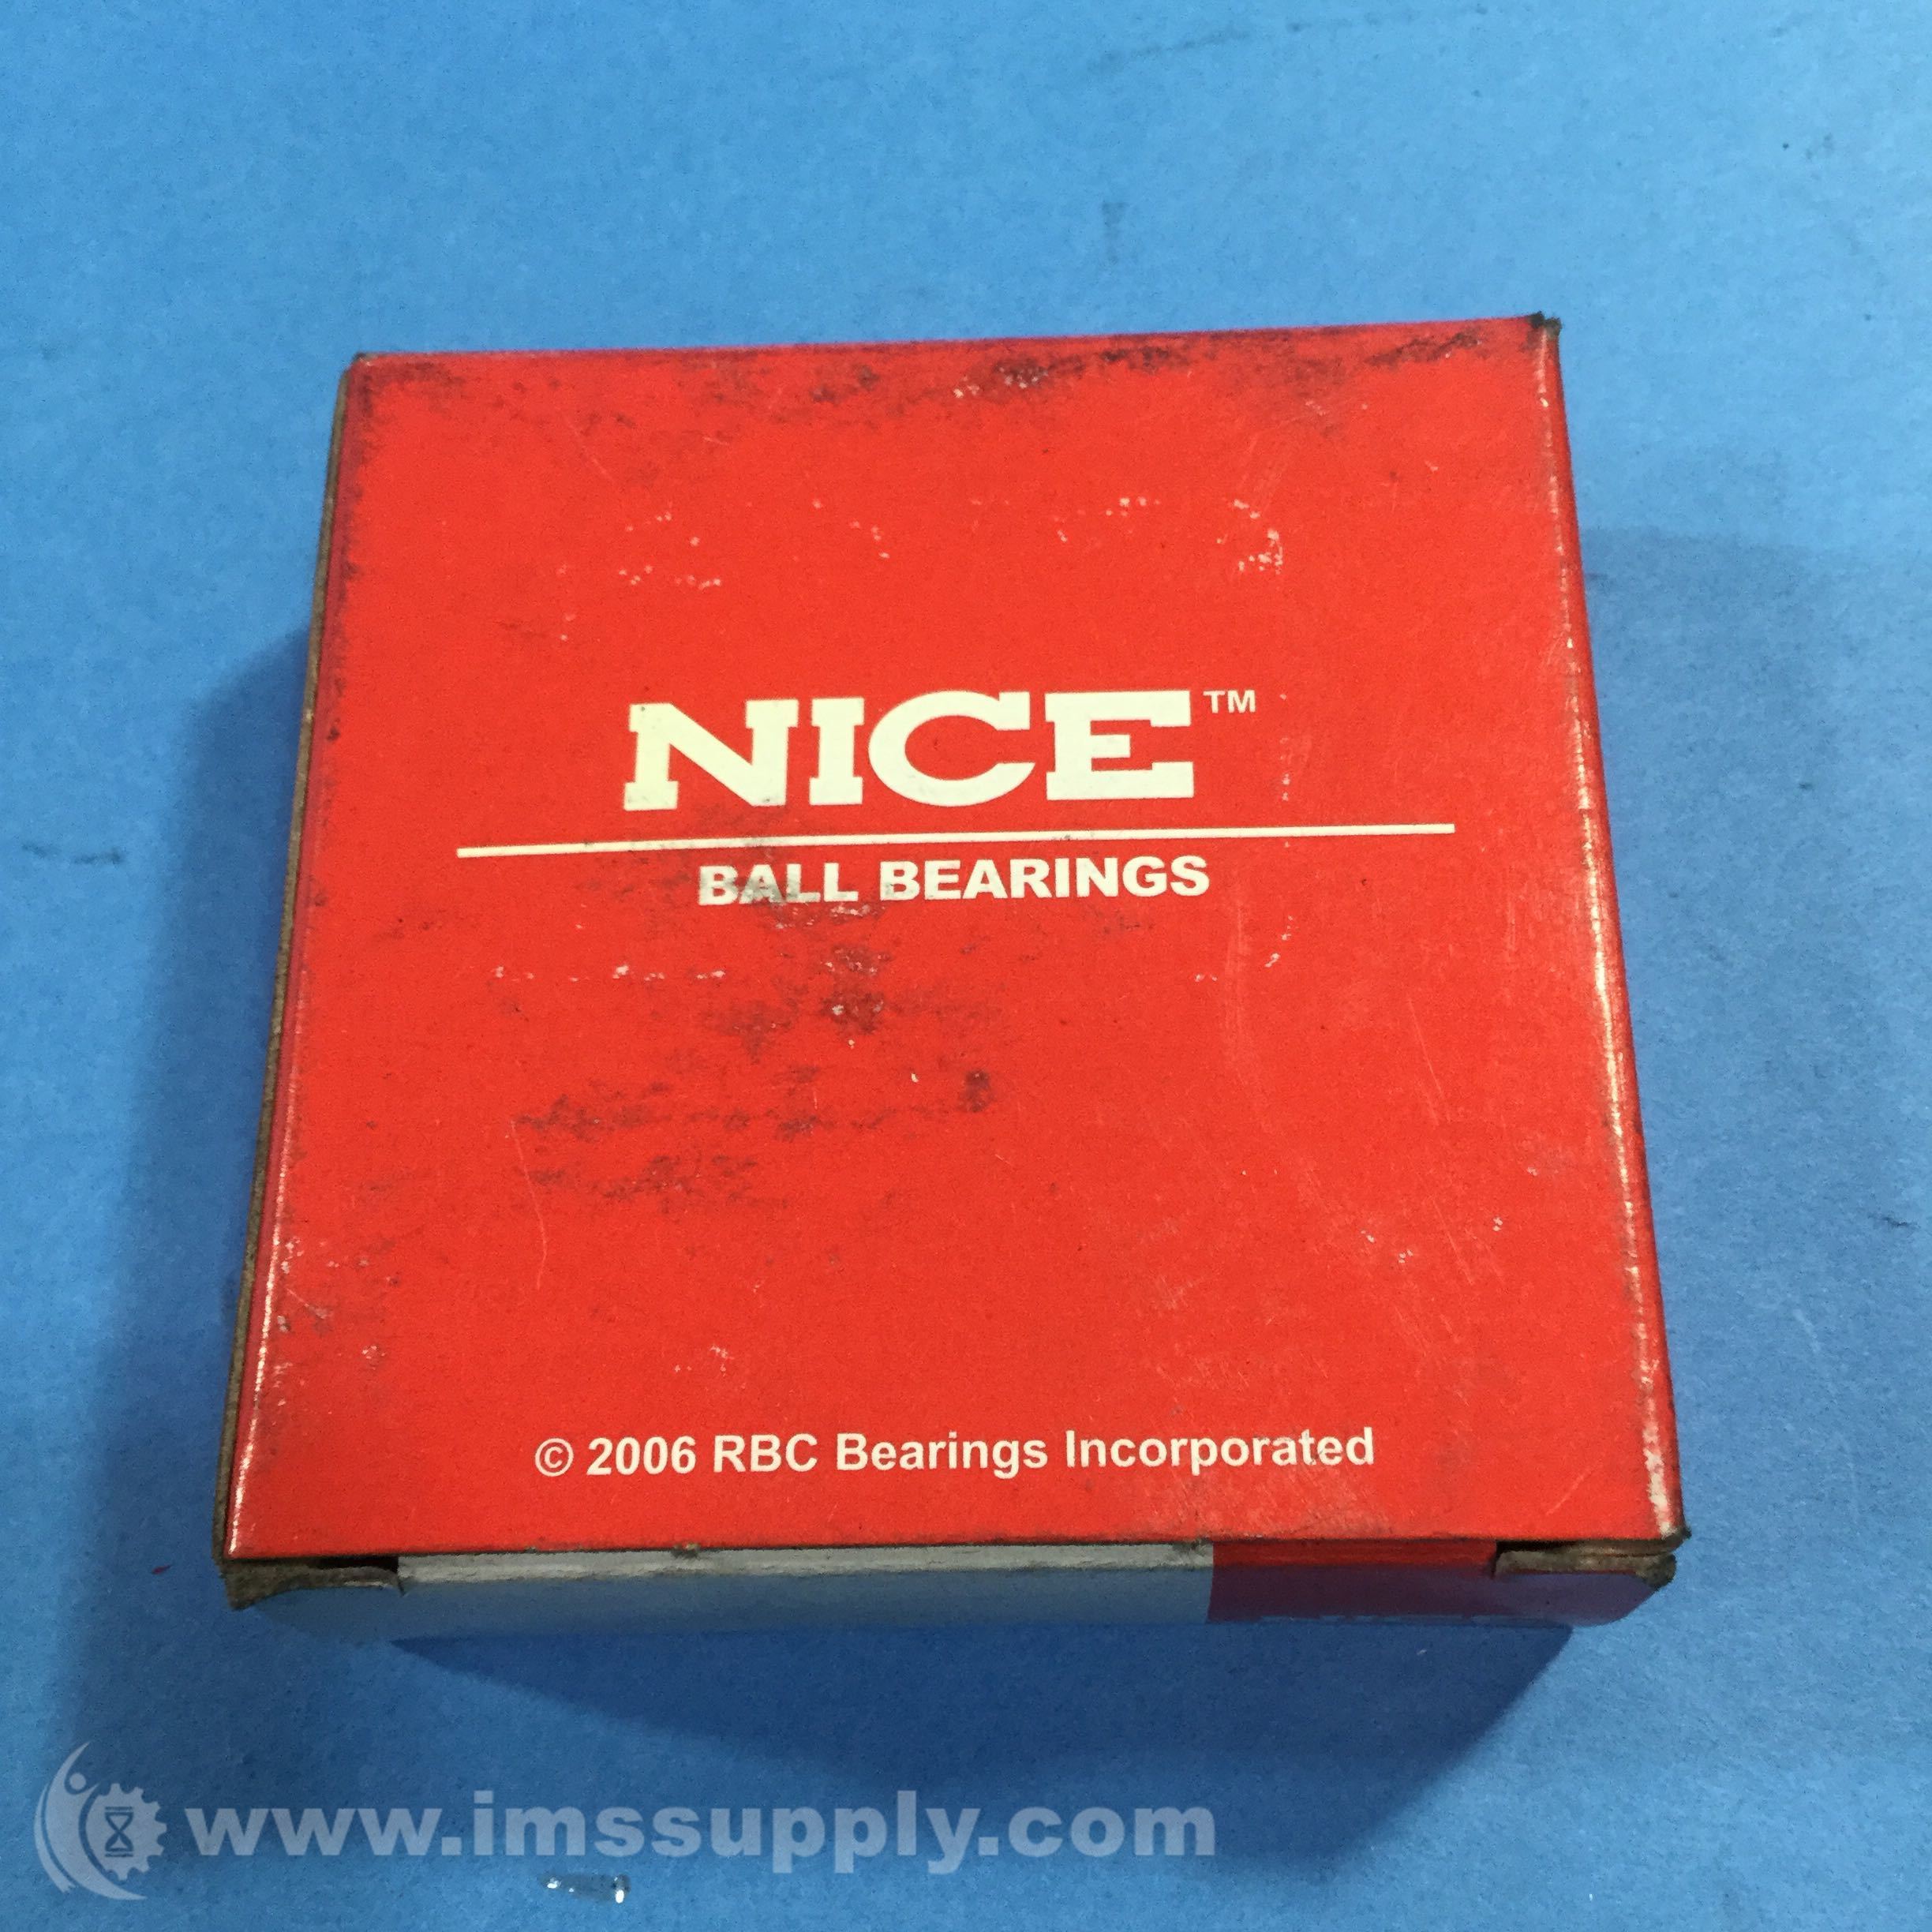 NICE™
BALL BEARINGS
© 2006 RBC Bearings Incorporated
www.imssupply.com